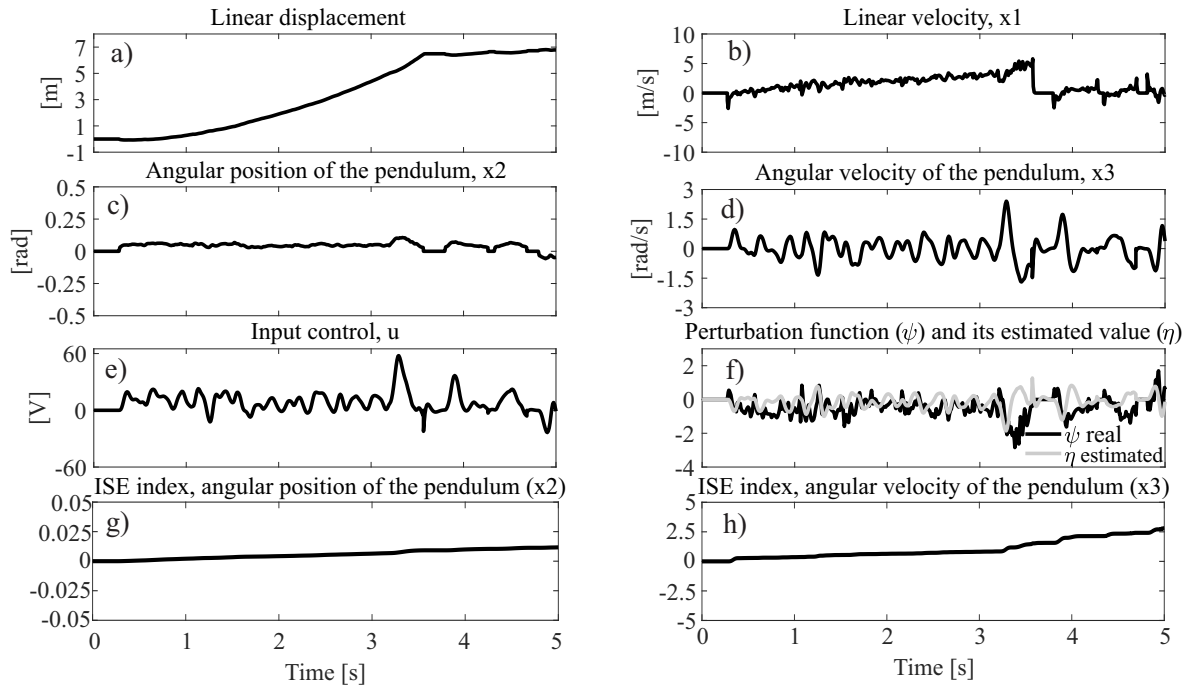 Linear displacement
a)
7
5
3
1
-1
[m]
Linear velocity, x1
b)
10
5
0
-5
-10
[m/s]
Angular position of the pendulum, x2
c)
0.5
0.25
0
-0.25
-0.5
[rad]
Angular velocity of the pendulum, x3
d)
3
1.5
0
-1.5
-3
[rad/s]
Input control, u
e)
60
0
-60
[V]
Perturbation function (ψ) and its estimated value (η)
f)
2
0
-2
-4
ψ real
η estimated
ISE index, angular position of the pendulum (x2)
g)
0.05
0.025
0
-0.025
-0.05
0 1 2 3 4 5
Time [s]
ISE index, angular velocity of the pendulum (x3)
h)
5
2.5
0
-2.5
-5
0 1 2 3 4 5
Time [s]